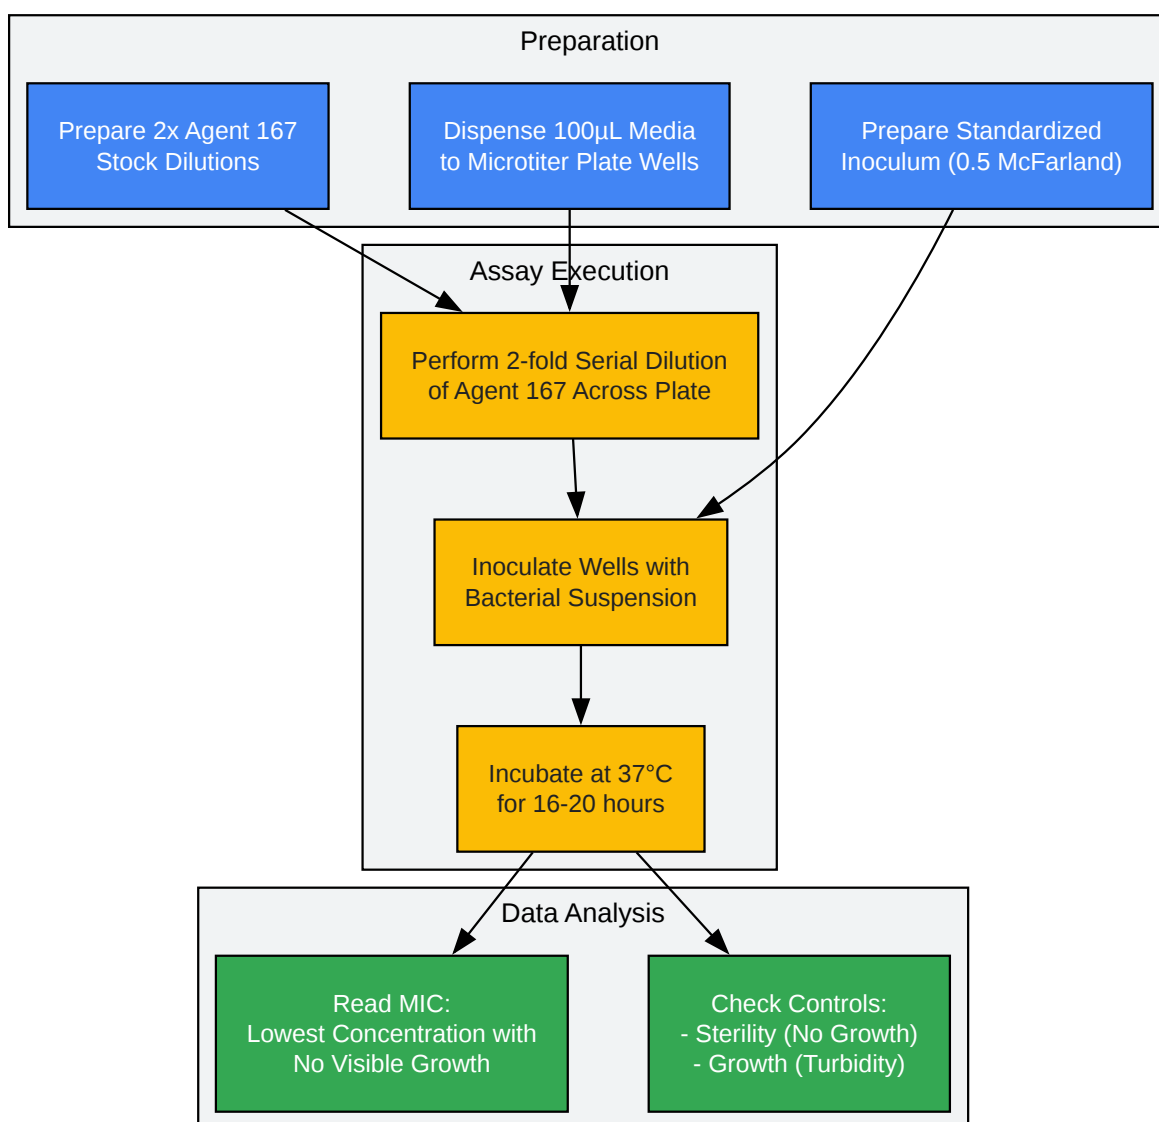 Preparation
Prepare 2x Agent 167
Stock Dilutions
Dispense 100µL Media
to Microtiter Plate Wells
Prepare Standardized
Inoculum (0.5 McFarland)
Assay Execution
Perform 2-fold Serial Dilution
of Agent 167 Across Plate
Inoculate Wells with
Bacterial Suspension
Incubate at 37°C
for 16-20 hours
Data Analysis
Read MIC:
Lowest Concentration with
No Visible Growth
Check Controls:
- Sterility (No Growth)
- Growth (Turbidity)